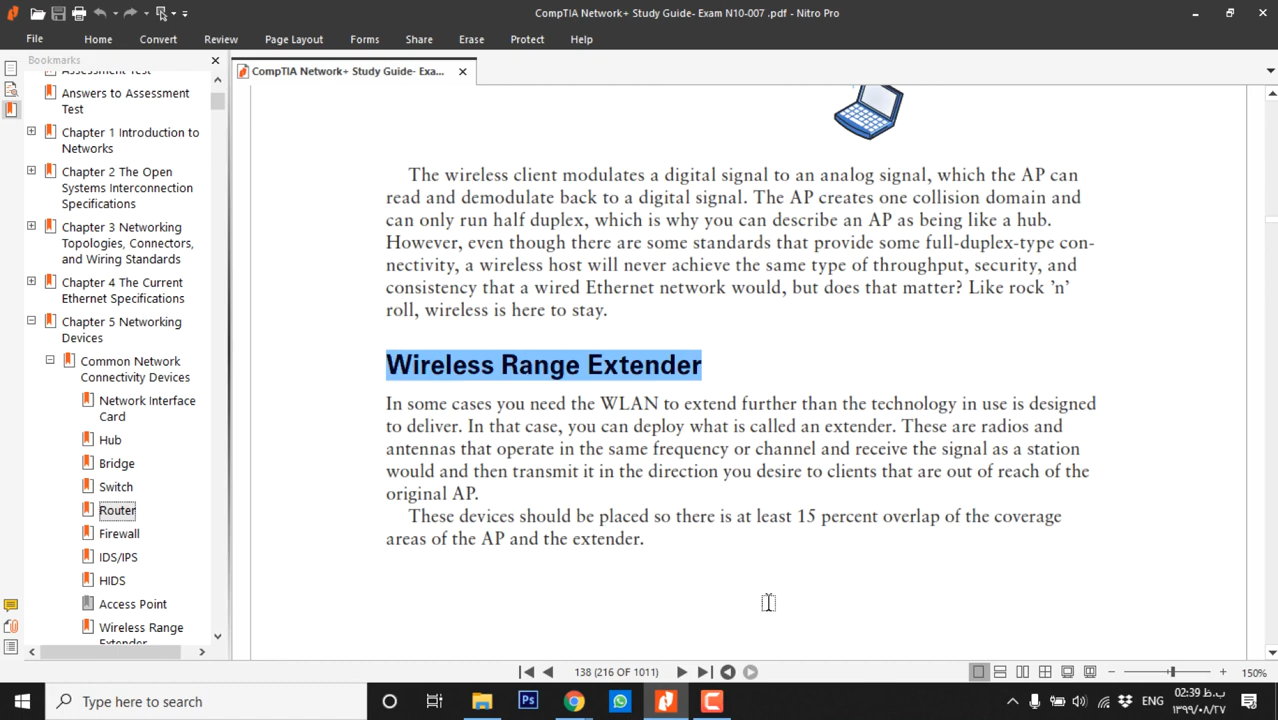 CompTIA Network+ Study Guide- Exam N10-007 .pdf - Nitro Pro
File Home Convert Review Page Layout Forms Share Erase Protect Help
Bookmarks
CompTIA Network+ Study Guide- Exa...
Assessment Test
Answers to Assessment
Test
Chapter 1 Introduction to
Networks
Chapter 2 The Open
Systems Interconnection
Specifications
Chapter 3 Networking
Topologies, Connectors,
and Wiring Standards
Chapter 4 The Current
Ethernet Specifications
Chapter 5 Networking
Devices
Common Network
Connectivity Devices
Network Interface
Card
Hub
Bridge
Switch
Router
Firewall
IDS/IPS
HIDS
Access Point
Wireless Range
Extender
The wireless client modulates a digital signal to an analog signal, which the AP can
read and demodulate back to a digital signal. The AP creates one collision domain and
can only run half duplex, which is why you can describe an AP as being like a hub.
However, even though there are some standards that provide some full-duplex-type con-
nectivity, a wireless host will never achieve the same type of throughput, security, and
consistency that a wired Ethernet network would, but does that matter? Like rock 'n'
roll, wireless is here to stay.
Wireless Range Extender
In some cases you need the WLAN to extend further than the technology in use is designed
to deliver. In that case, you can deploy what is called an extender. These are radios and
antennas that operate in the same frequency or channel and receive the signal as a station
would and then transmit it in the direction you desire to clients that are out of reach of the
original AP.
These devices should be placed so there is at least 15 percent overlap of the coverage
areas of the AP and the extender.
138 (216 OF 1011)
150%
Type here to search
Ps
ENG
02:39 ب.ظ
۱۳۹۹/۰۸/۲۷